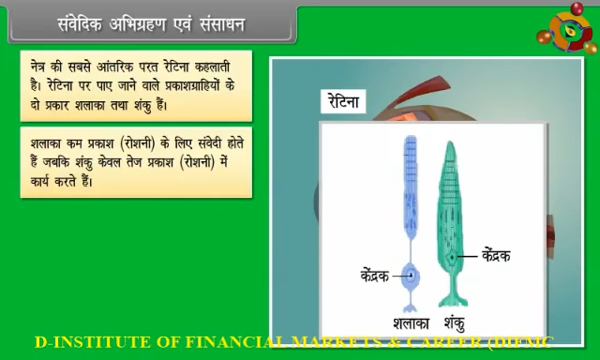 संवेदिक अभिग्रहण एवं संसाधन
नेत्र की सबसे आंतरिक परत रेटिना कहलाती
है। रेटिना पर पाए जाने वाले प्रकाशग्राहियों के
दो प्रकार शलाका तथा शंकु हैं।
शलाका कम प्रकाश (रोशनी) के लिए संवेदी होते
हैं जबकि शंकु केवल तेज प्रकाश (रोशनी) में
कार्य करते हैं।
रेटिना
केंद्रक
केंद्रक
शलाका
शंकु
D-INSTITUTE OF FINANCIAL MARKETS & CAREER (DIFMC